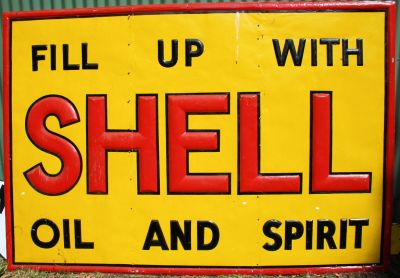 FILL UP WITH
SHELL
OIL AND SPIRIT